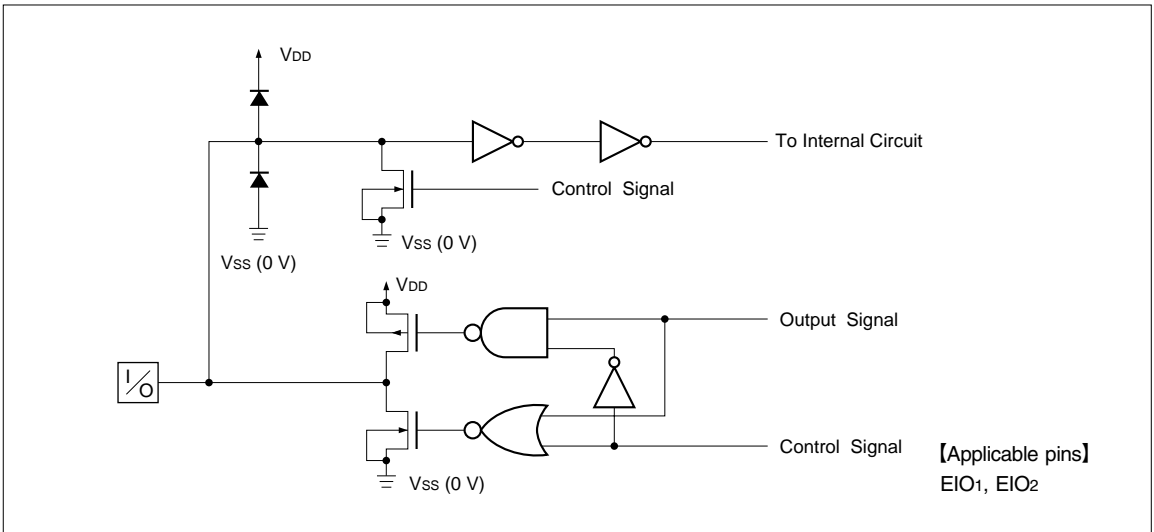 VDD
To Internal Circuit
Control Signal
VSS (0 V)
VSS (0 V)
VDD
Output Signal
I/O
Control Signal
【Applicable pins】
EIO1, EIO2
VSS (0 V)